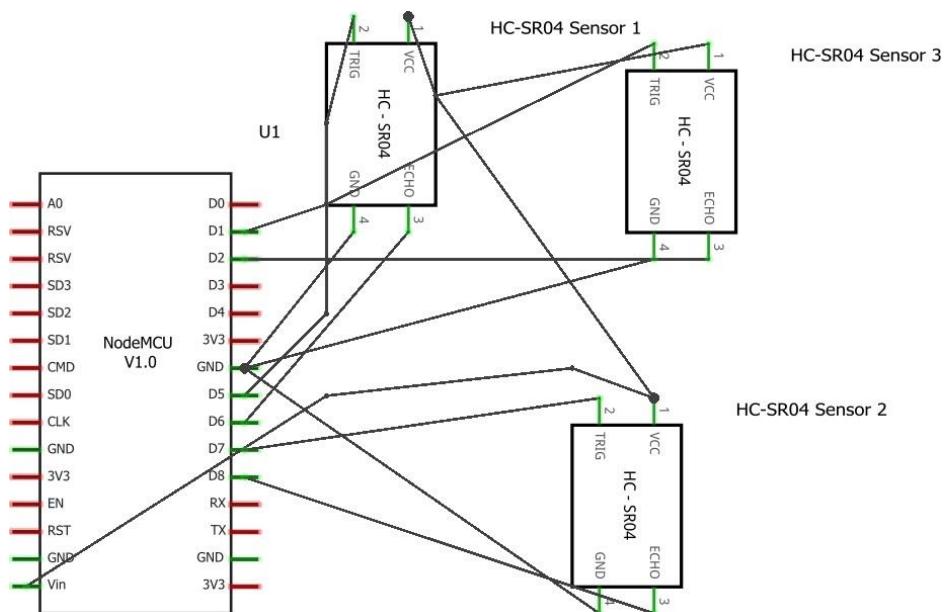 HC-SR04 Sensor 1
HC-SR04 Sensor 3
U1
2
1
TRIG
VCC
HC - SR04
GND
ECHO
4
3
2
1
TRIG
VCC
HC - SR04
GND
ECHO
4
3
A0
RSV
RSV
SD3
SD2
SD1
CMD
SD0
CLK
GND
3V3
EN
RST
GND
Vin
NodeMCU
V1.0
D0
D1
D2
D3
D4
3V3
GND
D5
D6
D7
D8
RX
TX
GND
3V3
HC-SR04 Sensor 2
2
1
TRIG
VCC
HC - SR04
GND
ECHO
4
3